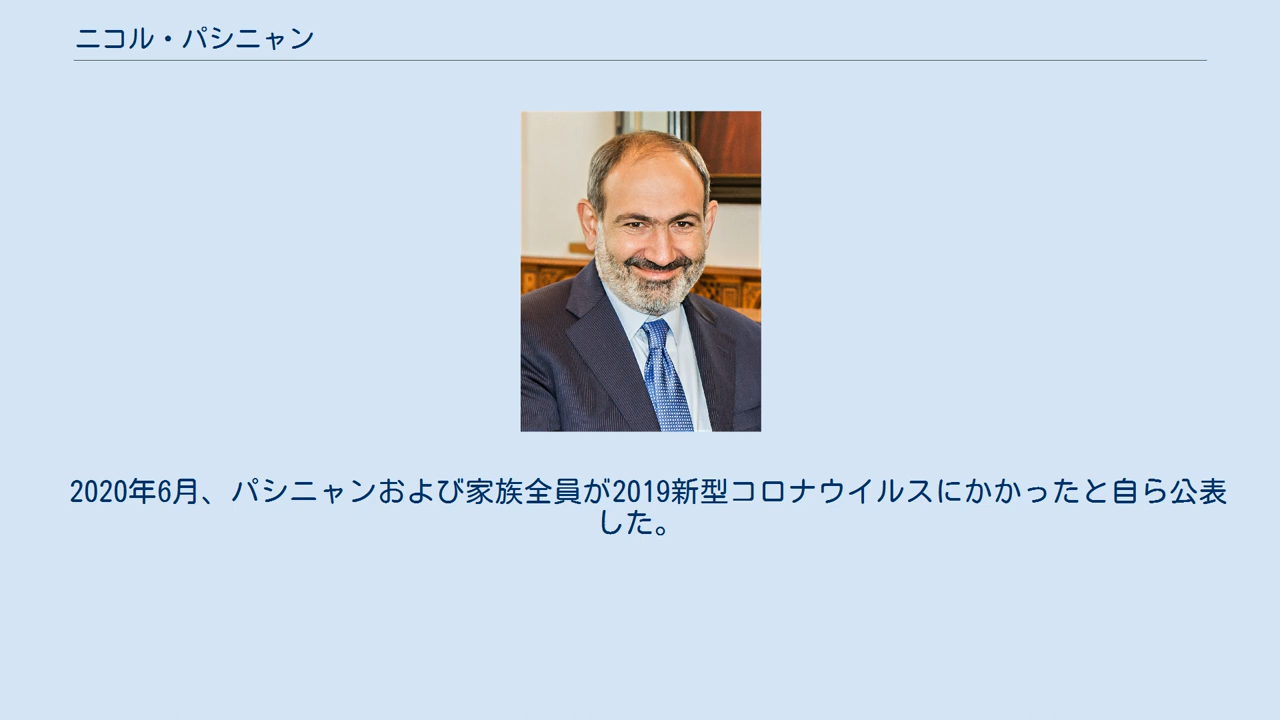 ニコル・パシニャン
2020年6月、パシニャンおよび家族全員が2019新型コロナウイルスにかかったと自ら公表
した。